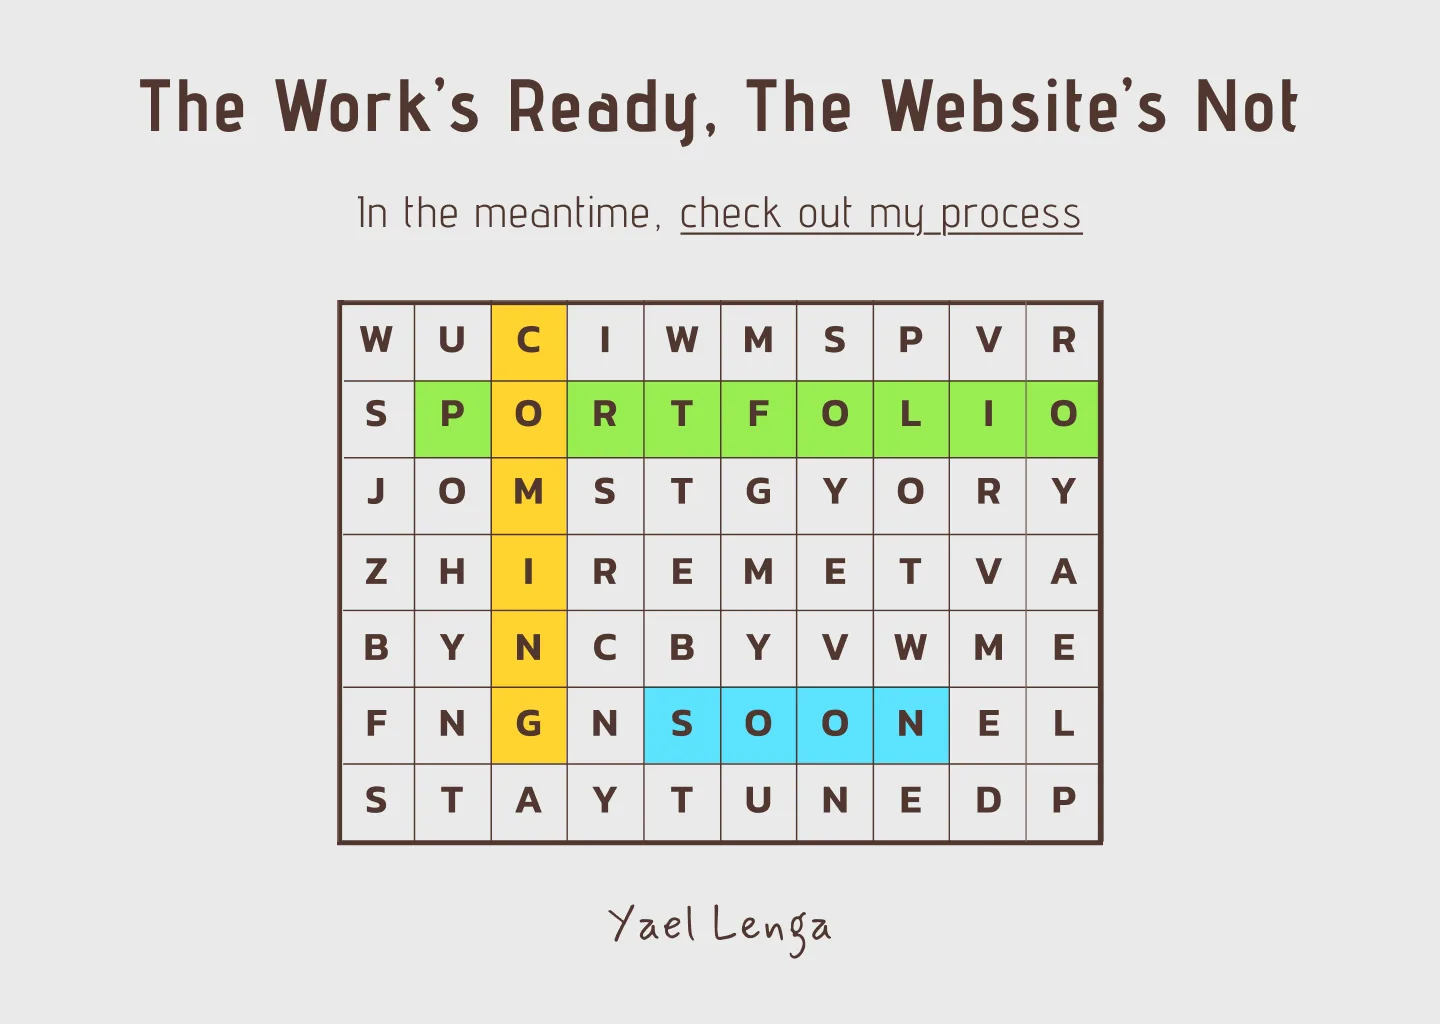 The Work's Ready, The Website's Not
In the meantime, check out my process
W U C I W M S P V R
S P O R T F O L I O
J O M S T G Y O R Y
Z H I R E M E T V A
B Y N C B Y V W M E
F N G N S O O N E L
S T A Y T U N E D P
Yael Lenga